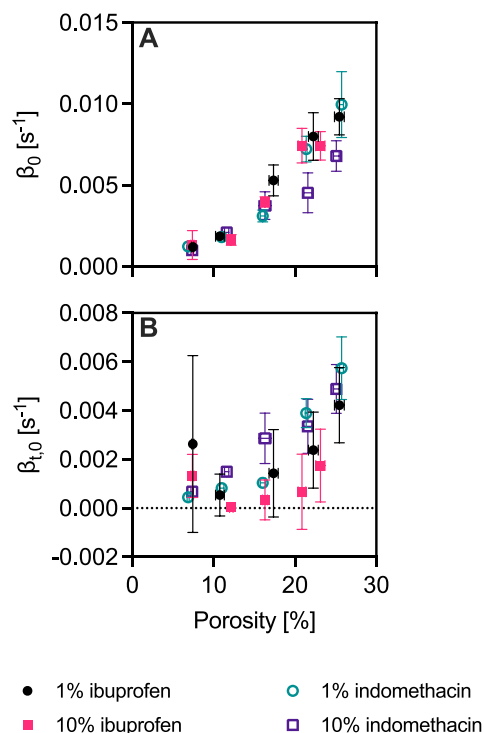 A
0.015
0.010
0.005
0.000
β0 [s-1]
B
0.008
0.006
0.004
0.002
0.000
-0.002
βt,0 [s-1]
0 10 20 30
Porosity [%]
1% ibuprofen 1% indomethacin
10% ibuprofen 10% indomethacin